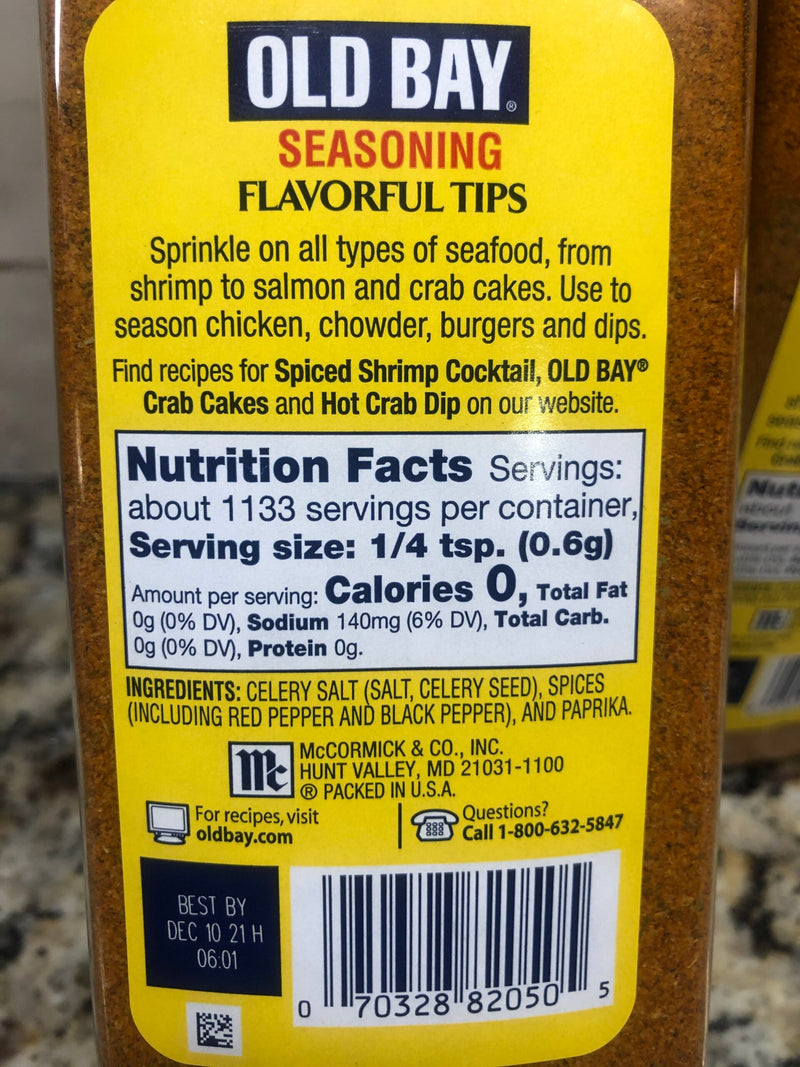 OLD BAY®
SEASONING
FLAVORFUL TIPS
Sprinkle on all types of seafood, from
shrimp to salmon and crab cakes. Use to
season chicken, chowder, burgers and dips.
Find recipes for Spiced Shrimp Cocktail, OLD BAY®
Crab Cakes and Hot Crab Dip on our website.
Nutrition Facts Servings:
about 1133 servings per container,
Serving size: 1/4 tsp. (0.6g)
Amount per serving: Calories 0, Total Fat
0g (0% DV), Sodium 140mg (6% DV), Total Carb.
0g (0% DV), Protein 0g.
INGREDIENTS: CELERY SALT (SALT, CELERY SEED), SPICES
(INCLUDING RED PEPPER AND BLACK PEPPER), AND PAPRIKA.
Mc
McCORMICK & CO., INC.
HUNT VALLEY, MD 21031-1100
® PACKED IN U.S.A.
For recipes, visit
oldbay.com
Questions?
Call 1-800-632-5847
BEST BY
DEC 10 21 H
06:01
0 70328 82050 5